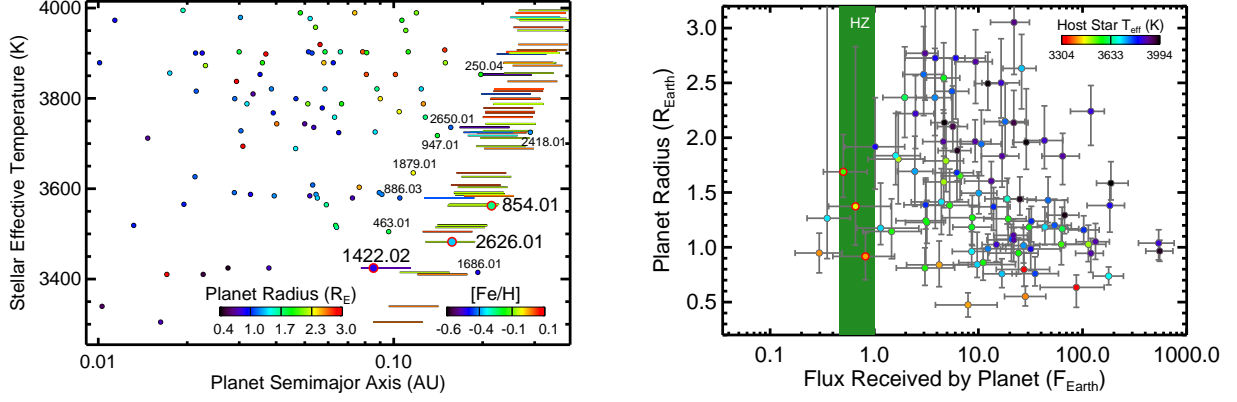 Stellar Effective Temperature (K)
4000
3800
3600
3400
250.04
2650.01
947.01
2418.01
1879.01
886.03
854.01
463.01
2626.01
1422.02
1686.01
Planet Radius (R_E)
0.4 1.0 1.7 2.3 3.0
[Fe/H]
-0.6 -0.4 -0.1 0.1
0.01 0.10
Planet Semimajor Axis (AU)
Planet Radius (R_Earth)
3.0
2.5
2.0
1.5
1.0
0.5
HZ
Host Star T_eff (K)
3304 3633 3994
0.1 1.0 10.0 100.0 1000.0
Flux Received by Planet (F_Earth)